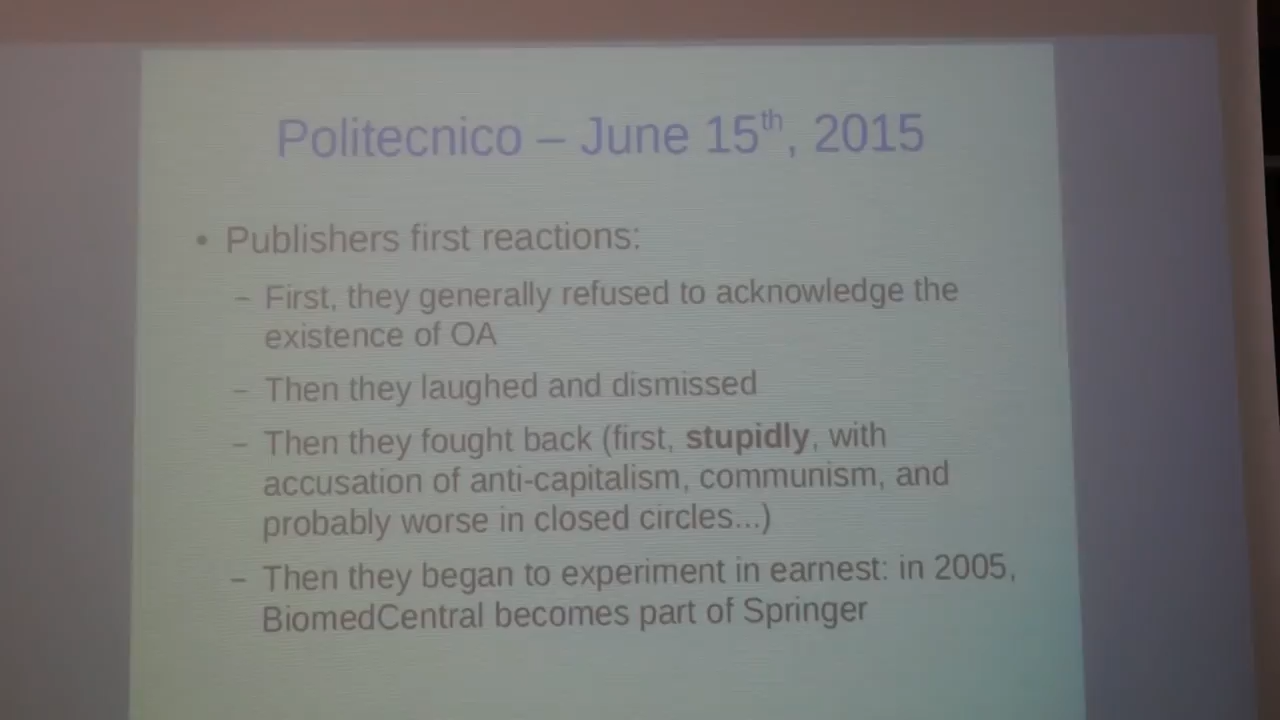 Politecnico – June 15th, 2015
• Publishers first reactions:
– First, they generally refused to acknowledge the
existence of OA
– Then they laughed and dismissed
– Then they fought back (first, stupidly, with
accusation of anti-capitalism, communism, and
probably worse in closed circles...)
– Then they began to experiment in earnest: in 2005,
BiomedCentral becomes part of Springer